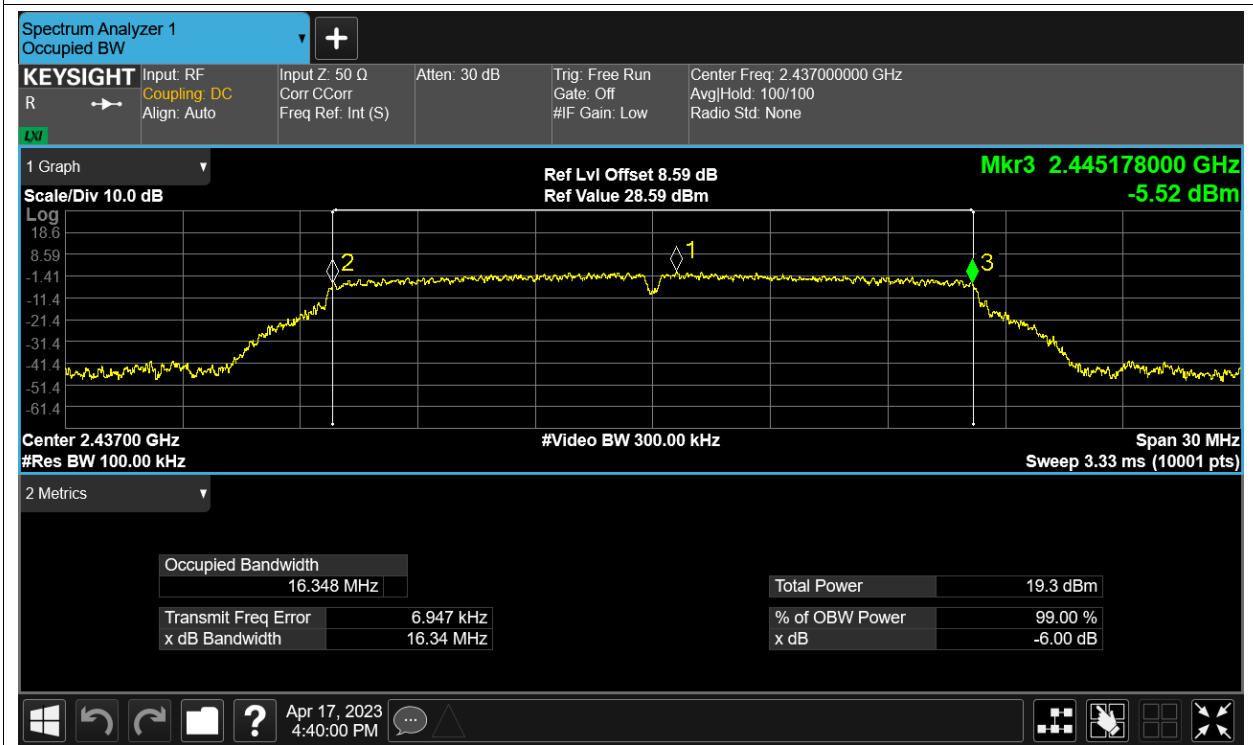 Spectrum Analyzer 1
Occupied BW
KEYSIGHT
R
LXI
Input: RF
Coupling: DC
Align: Auto
Input Z: 50 Ω
Corr CCorr
Freq Ref: Int (S)
Atten: 30 dB
Trig: Free Run
Gate: Off
#IF Gain: Low
Center Freq: 2.437000000 GHz
Avg|Hold: 100/100
Radio Std: None
1 Graph
Scale/Div 10.0 dB
Ref Lvl Offset 8.59 dB
Ref Value 28.59 dBm
Mkr3 2.445178000 GHz
-5.52 dBm
Log
18.6
8.59
-1.41
-11.4
-21.4
-31.4
-41.4
-51.4
-61.4
2
1
3
Center 2.43700 GHz
#Res BW 100.00 kHz
#Video BW 300.00 kHz
Span 30 MHz
Sweep 3.33 ms (10001 pts)
2 Metrics
Occupied Bandwidth
16.348 MHz
Transmit Freq Error 6.947 kHz
x dB Bandwidth 16.34 MHz
Total Power 19.3 dBm
% of OBW Power 99.00 %
x dB -6.00 dB
?
Apr 17, 2023
4:40:00 PM